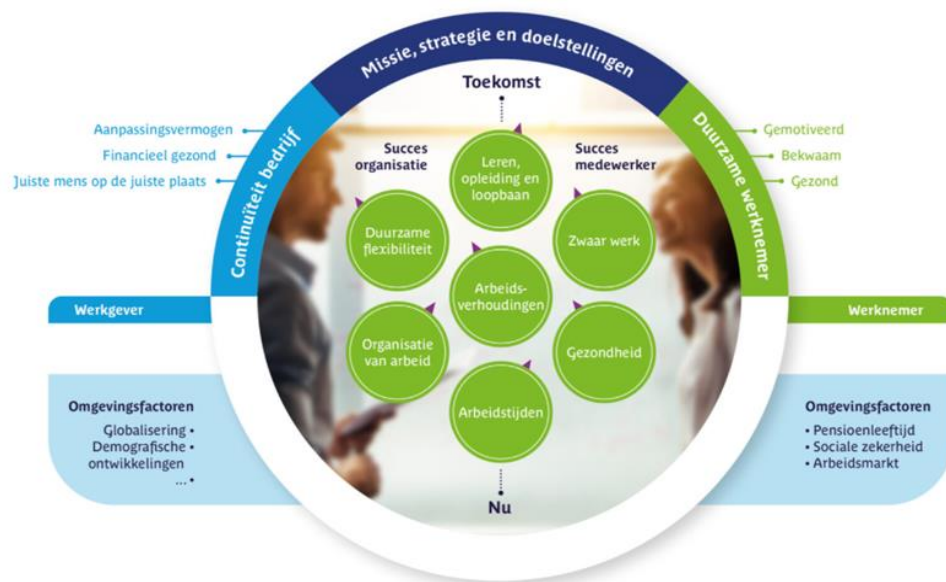 Missie, strategie en doelstellingen
Continuïteit bedrijf
Duurzame werknemer
Toekomst
Aanpassingsvermogen
Financieel gezond
Juiste mens op de juiste plaats
Gemotiveerd
Bekwaam
Gezond
Succes
organisatie
Succes
medewerker
Leren,
opleiding en
loopbaan
Duurzame
flexibiliteit
Zwaar werk
Arbeids-
verhoudingen
Organisatie
van arbeid
Gezondheid
Arbeidstijden
Nu
Werkgever
Werknemer
Omgevingsfactoren
Globalisering •
Demografische •
ontwikkelingen
... •
Omgevingsfactoren
• Pensioenleeftijd
• Sociale zekerheid
• Arbeidsmarkt